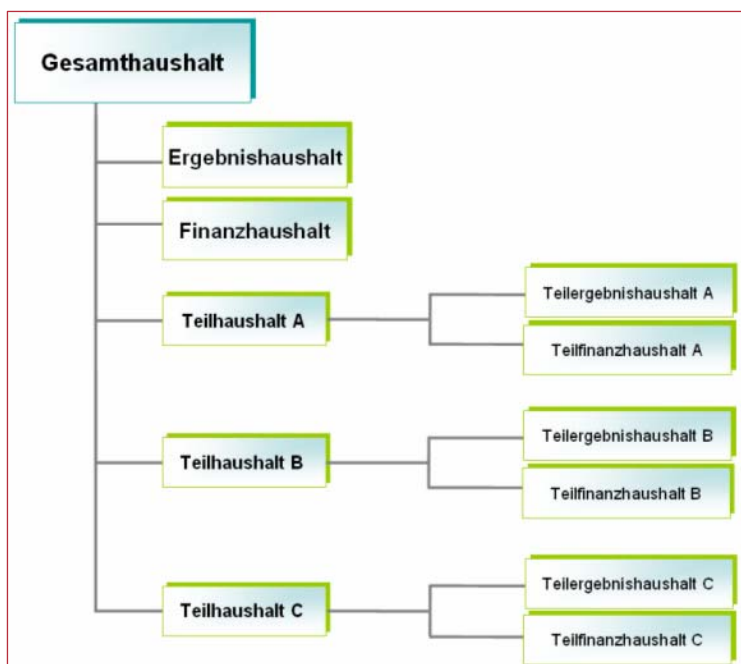 Gesamthaushalt
Ergebnishaushalt
Finanzhaushalt
Teilhaushalt A
Teilergebnishaushalt A
Teilfinanzhaushalt A
Teilhaushalt B
Teilergebnishaushalt B
Teilfinanzhaushalt B
Teilhaushalt C
Teilergebnishaushalt C
Teilfinanzhaushalt C